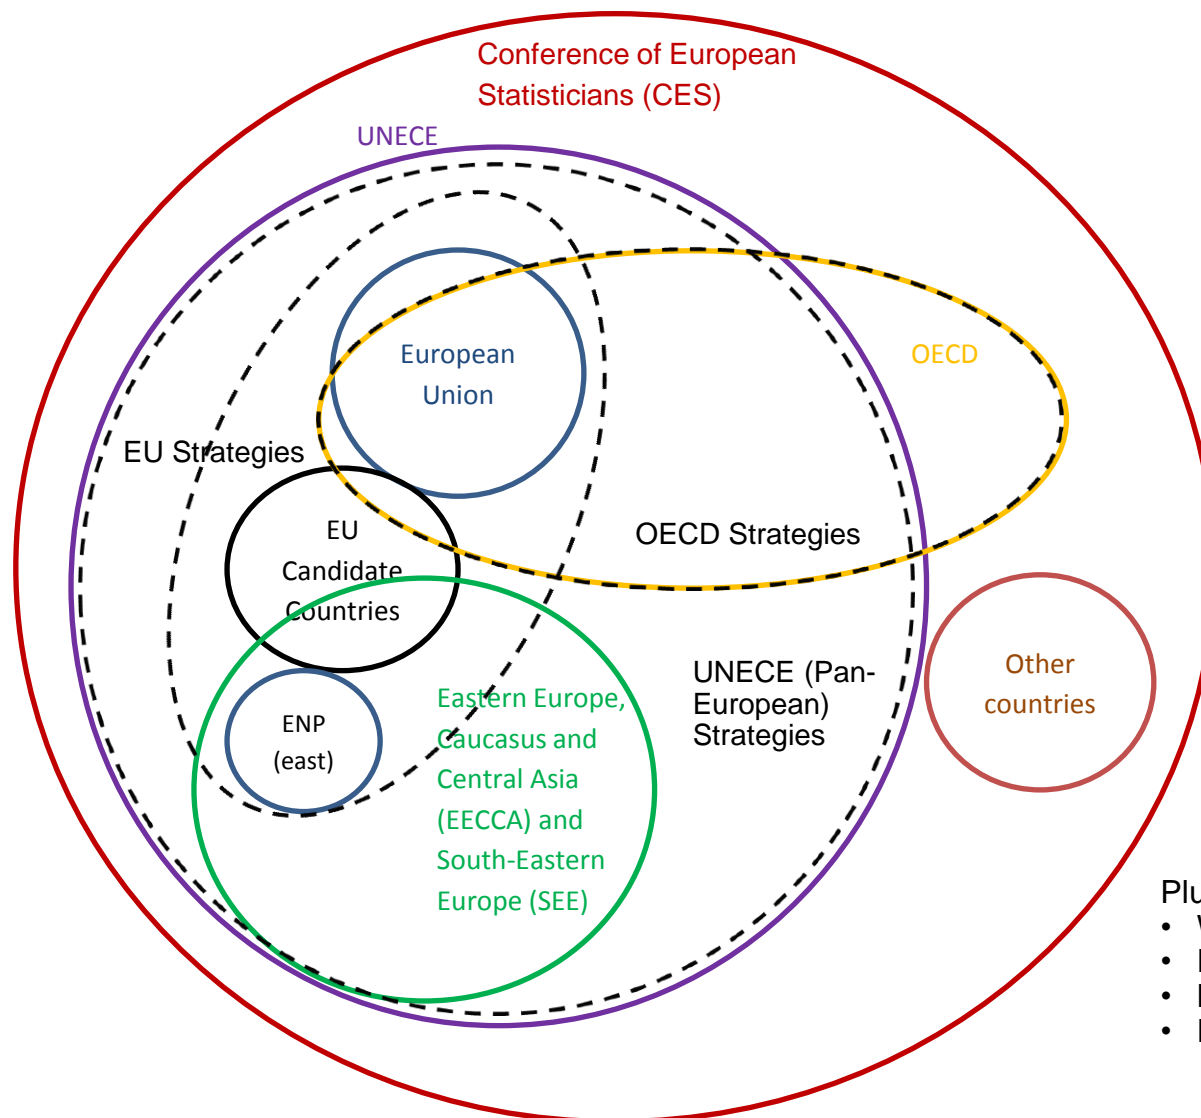 Conference of European
Statisticians (CES)
UNECE
European
Union
OECD
EU Strategies
EU
Candidate
Countries
OECD Strategies
ENP
(east)
Eastern Europe,
Caucasus and
Central Asia
(EECCA) and
South-Eastern
Europe (SEE)
UNECE (Pan-
European)
Strategies
Other
countries